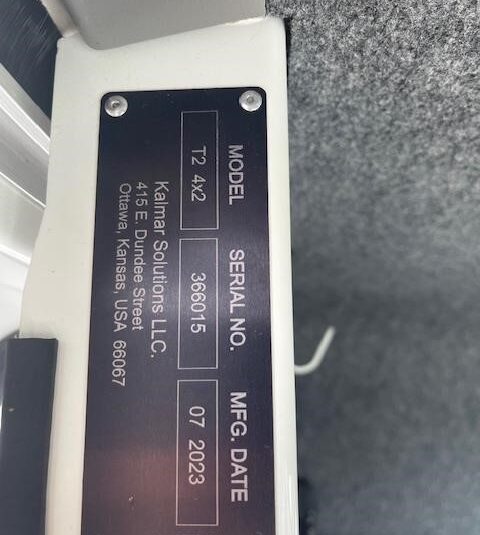 MODEL SERIAL NO. MFG. DATE
T2 4x2 366015 07 2023
Kalmar Solutions LLC.
415 E. Dundee Street
Ottawa, Kansas, USA 66067